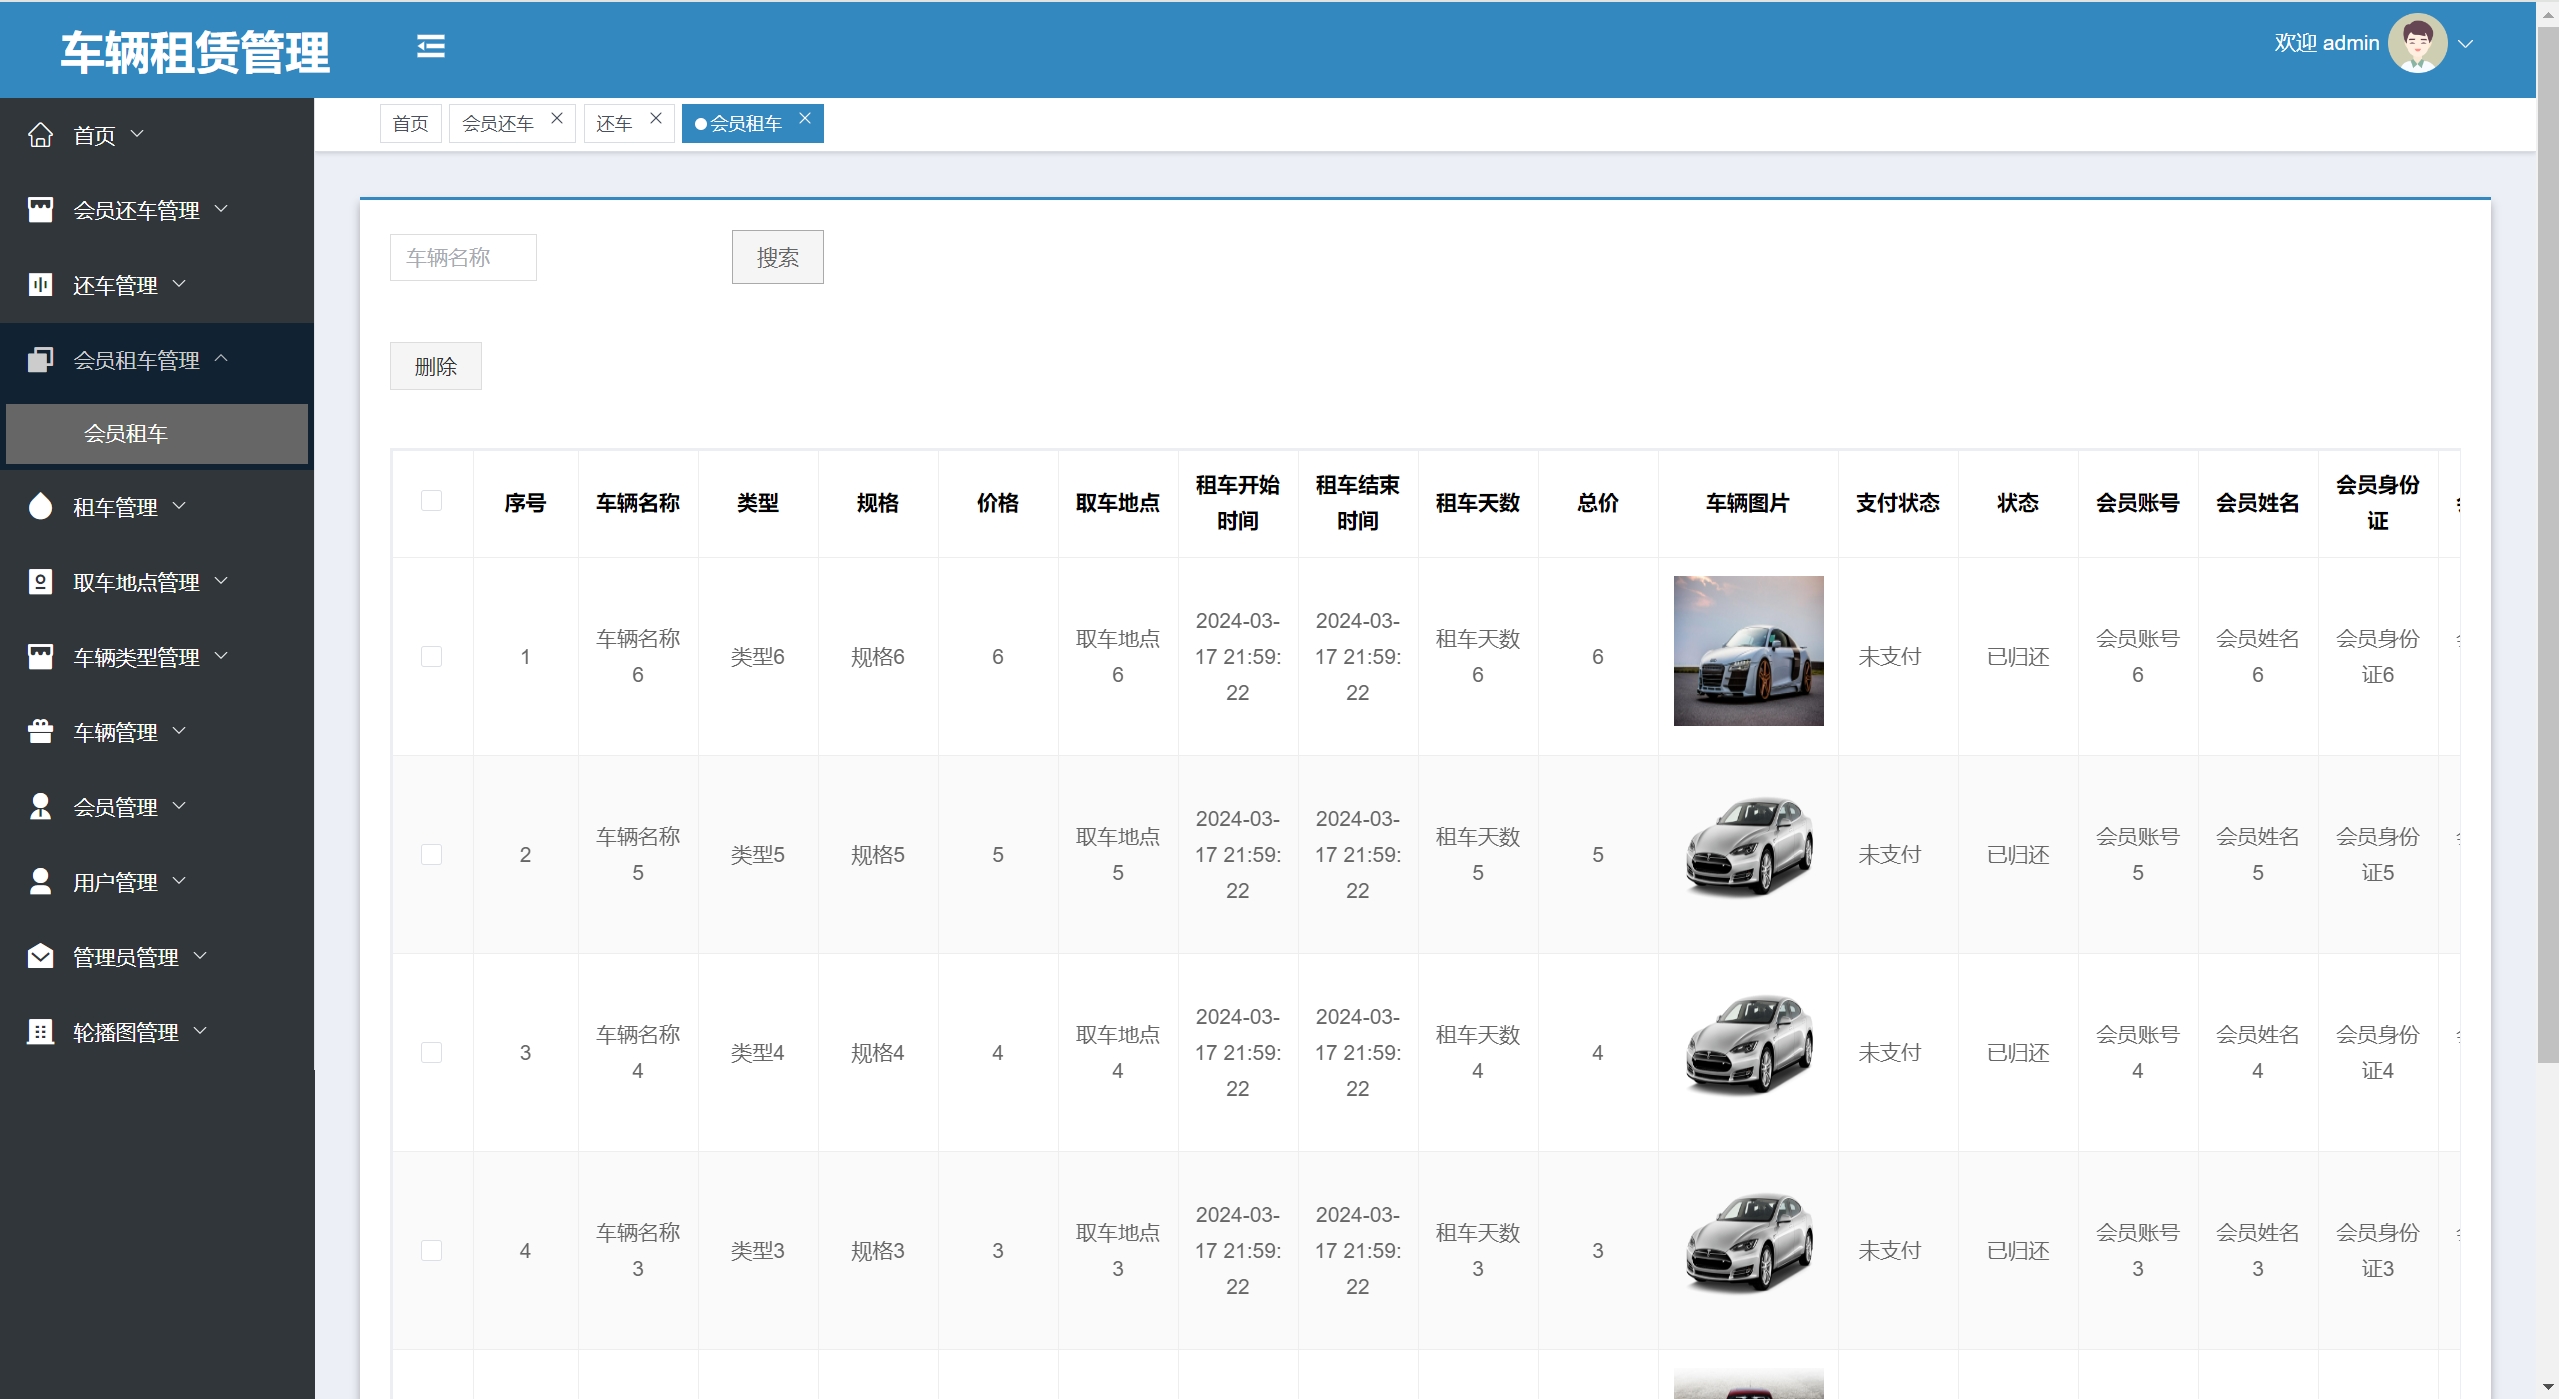 车辆租赁管理
欢迎 admin
首页
会员还车
还车
会员租车
首页
会员还车管理
还车管理
会员租车管理
会员租车
租车管理
取车地点管理
车辆类型管理
车辆管理
会员管理
用户管理
管理员管理
轮播图管理
车辆名称
搜索
删除
序号 车辆名称 类型 规格 价格 取车地点 租车开始 租车结束 租车天数 总价 车辆图片 支付状态 状态 会员账号 会员姓名 会员身份
时间 时间 证
1 车辆名称 类型6 规格6 6 取车地点 2024-03- 2024-03- 租车天数 6 未支付 已归还 会员账号 会员姓名 会员身份
6 6 17 21:59: 17 21:59: 6 6 6 证6
22 22
2 车辆名称 类型5 规格5 5 取车地点 2024-03- 2024-03- 租车天数 5 未支付 已归还 会员账号 会员姓名 会员身份
5 5 17 21:59: 17 21:59: 5 5 5 证5
22 22
3 车辆名称 类型4 规格4 4 取车地点 2024-03- 2024-03- 租车天数 4 未支付 已归还 会员账号 会员姓名 会员身份
4 4 17 21:59: 17 21:59: 4 4 4 证4
22 22
4 车辆名称 类型3 规格3 3 取车地点 2024-03- 2024-03- 租车天数 3 未支付 已归还 会员账号 会员姓名 会员身份
3 3 17 21:59: 17 21:59: 3 3 3 证3
22 22